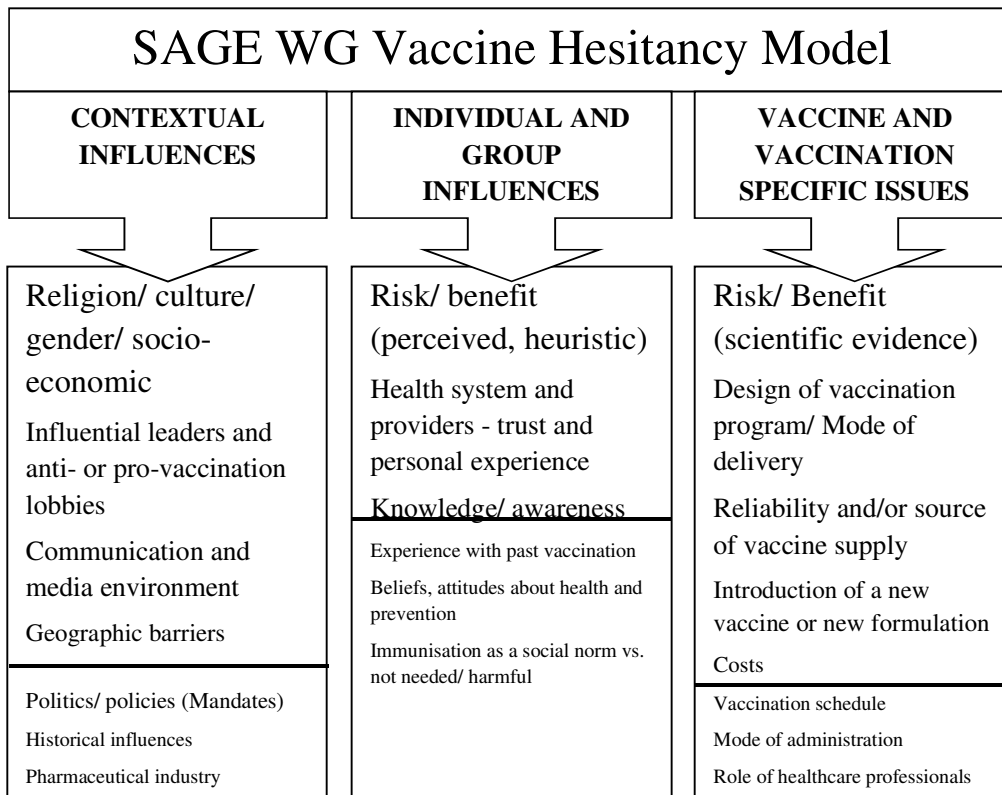 SAGE WG Vaccine Hesitancy Model
CONTEXTUAL
INFLUENCES
Religion/ culture/
gender/ socio-
economic
Influential leaders and
anti- or pro-vaccination
lobbies
Communication and
media environment
Geographic barriers
Politics/ policies (Mandates)
Historical influences
Pharmaceutical industry
INDIVIDUAL AND
GROUP
INFLUENCES
Risk/ benefit
(perceived, heuristic)
Health system and
providers - trust and
personal experience
Knowledge/ awareness
Experience with past vaccination
Beliefs, attitudes about health and
prevention
Immunisation as a social norm vs.
not needed/ harmful
VACCINE AND
VACCINATION
SPECIFIC ISSUES
Risk/ Benefit
(scientific evidence)
Design of vaccination
program/ Mode of
delivery
Reliability and/or source
of vaccine supply
Introduction of a new
vaccine or new formulation
Costs
Vaccination schedule
Mode of administration
Role of healthcare professionals